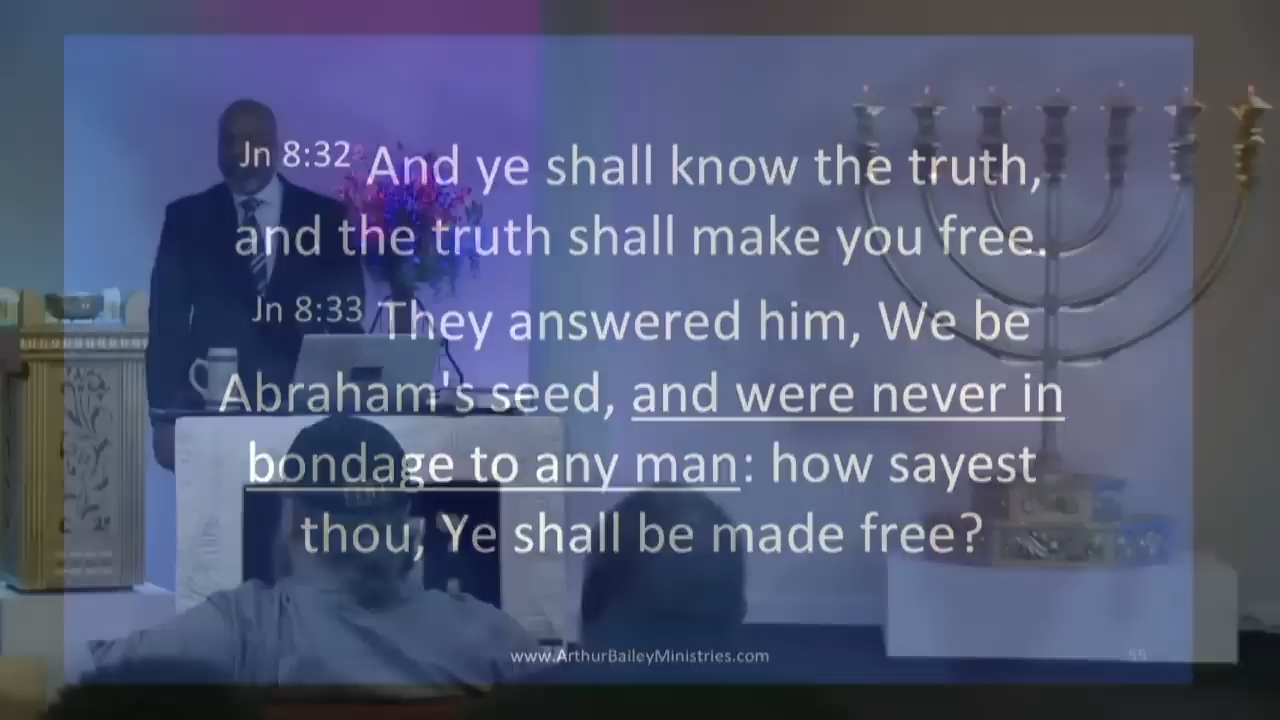 Jn 8:32 And ye shall know the truth,
and the truth shall make you free.
Jn 8:33 They answered him, We be
Abraham's seed, and were never in
bondage to any man: how sayest
thou, Ye shall be made free?
www.ArthurBaileyMinistries.com
55